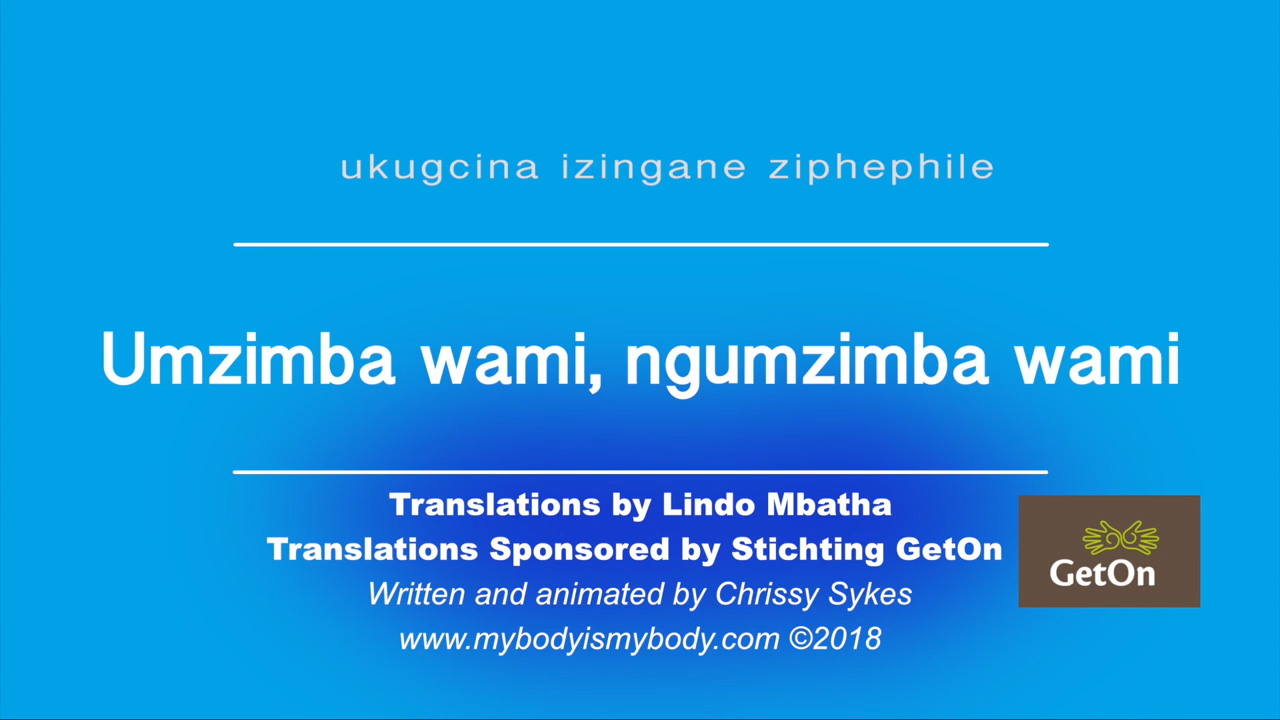 ukugcina izingane ziphephile
Umzimba wami, ngumzimba wami
Translations by Lindo Mbatha
Translations Sponsored by Stichting GetOn
GetOn
Written and animated by Chrissy Sykes
www.mybodyismybody.com ©2018